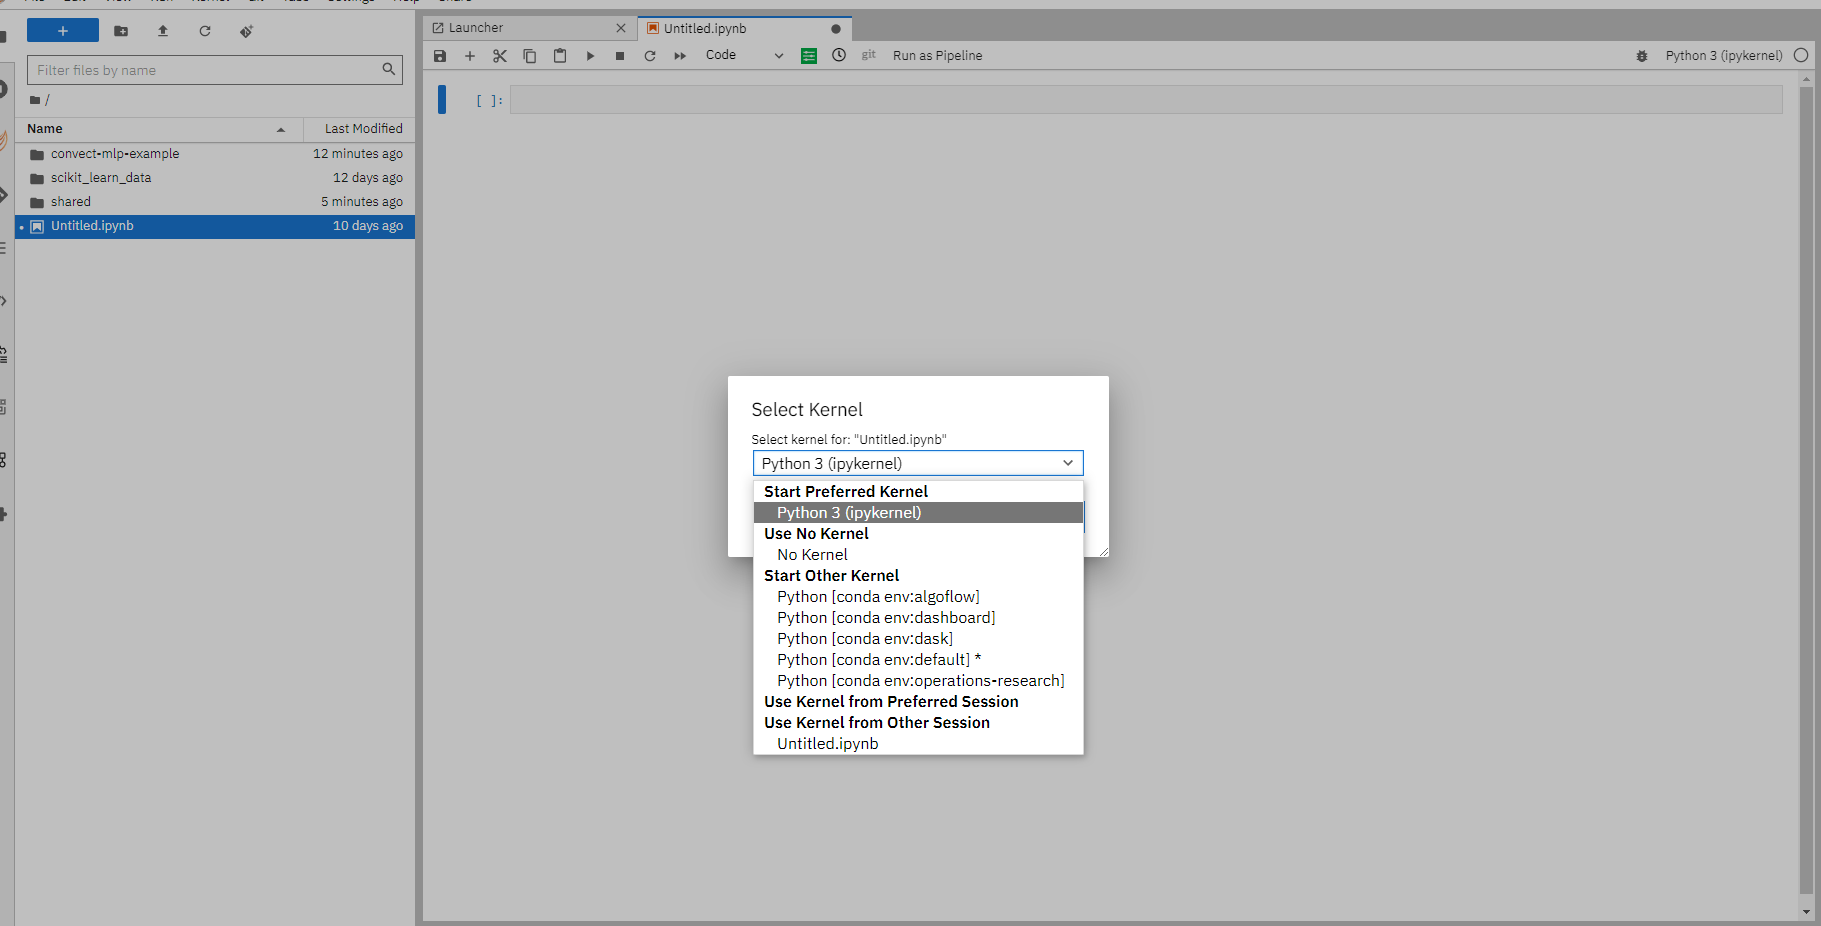 Filter files by name
/
Name Last Modified
convect-mlp-example 12 minutes ago
scikit_learn_data 12 days ago
shared 5 minutes ago
Untitled.ipynb 10 days ago
Launcher Untitled.ipynb
Code git Run as Pipeline Python 3 (ipykernel)
[ ]:
Select Kernel
Select kernel for: "Untitled.ipynb"
Python 3 (ipykernel)
Start Preferred Kernel
Python 3 (ipykernel)
Use No Kernel
No Kernel
Start Other Kernel
Python [conda env:algoflow]
Python [conda env:dashboard]
Python [conda env:dask]
Python [conda env:default] *
Python [conda env:operations-research]
Use Kernel from Preferred Session
Use Kernel from Other Session
Untitled.ipynb